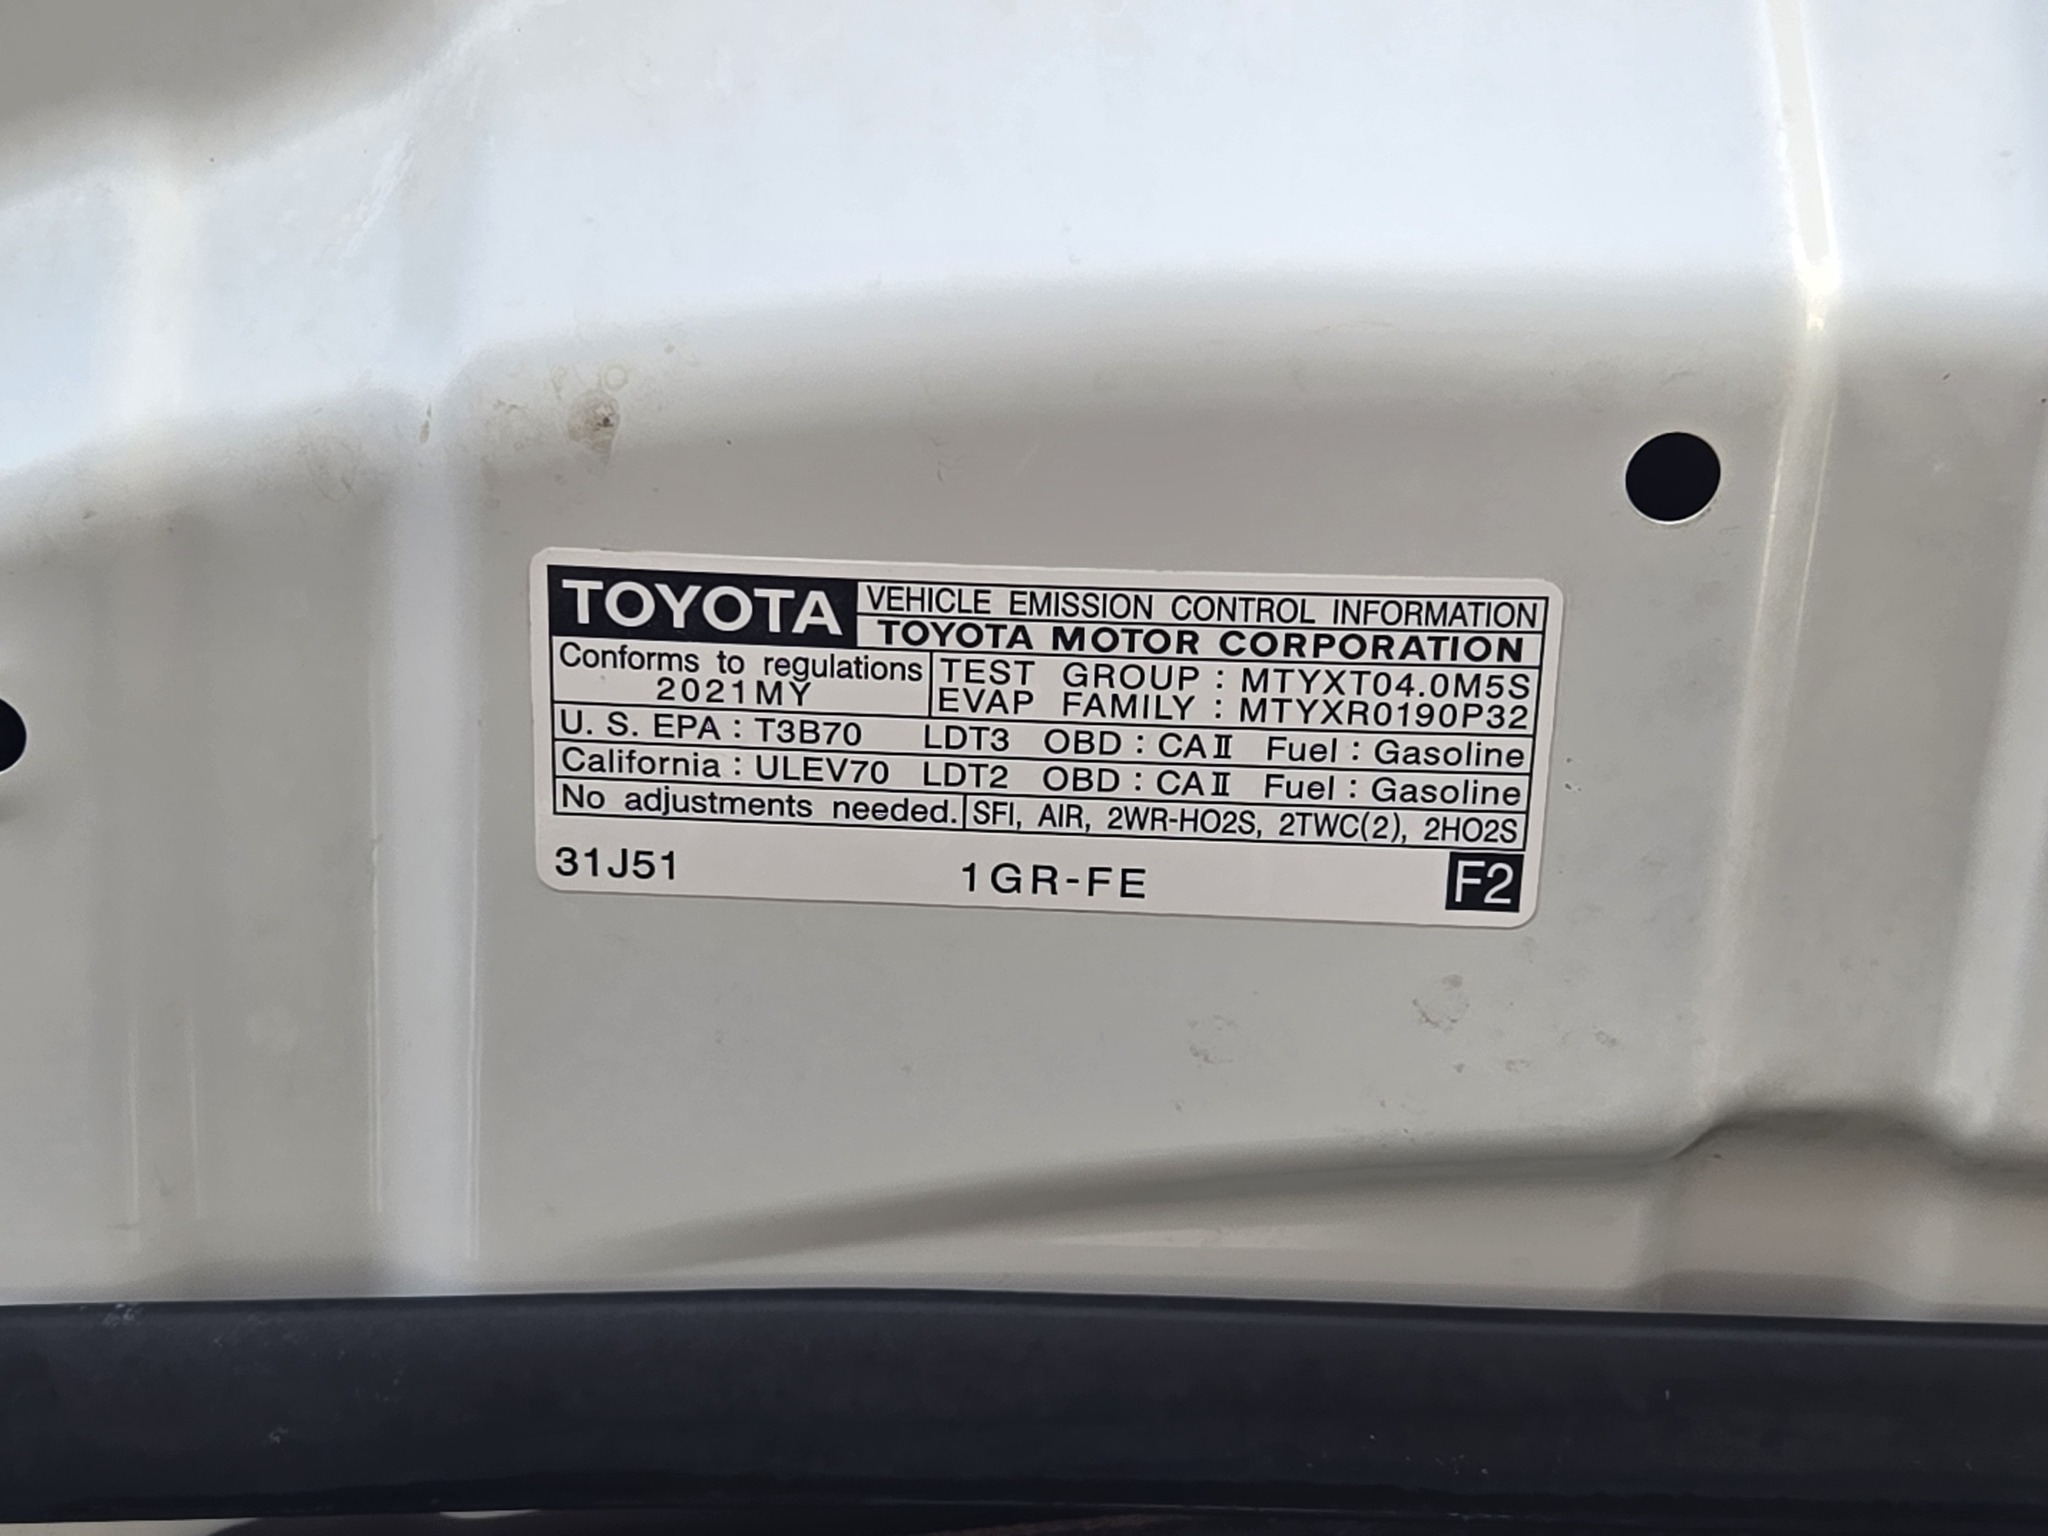 TOYOTA VEHICLE EMISSION CONTROL INFORMATION
TOYOTA MOTOR CORPORATION
Conforms to regulations
2021MY
TEST GROUP : MTYXT04.0M5S
EVAP FAMILY : MTYXR0190P32
U. S. EPA : T3B70 LDT3 OBD : CAⅡ Fuel : Gasoline
California : ULEV70 LDT2 OBD : CAⅡ Fuel : Gasoline
No adjustments needed. SFI, AIR, 2WR-HO2S, 2TWC(2), 2HO2S
31J51 1GR-FE F2